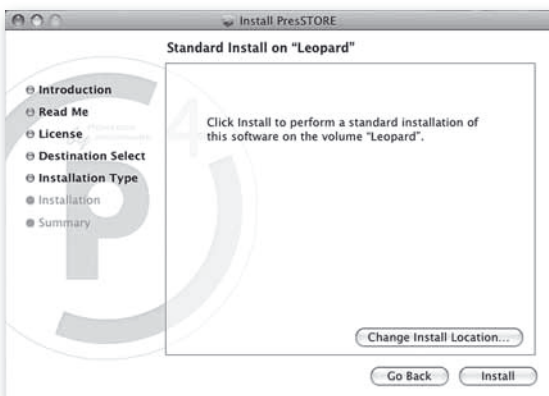 Install PresSTORE
Standard Install on “Leopard”
Introduction
Read Me
License
Destination Select
Installation Type
Installation
Summary
Click Install to perform a standard installation of
this software on the volume “Leopard”.
Change Install Location...
Go Back
Install
P
4